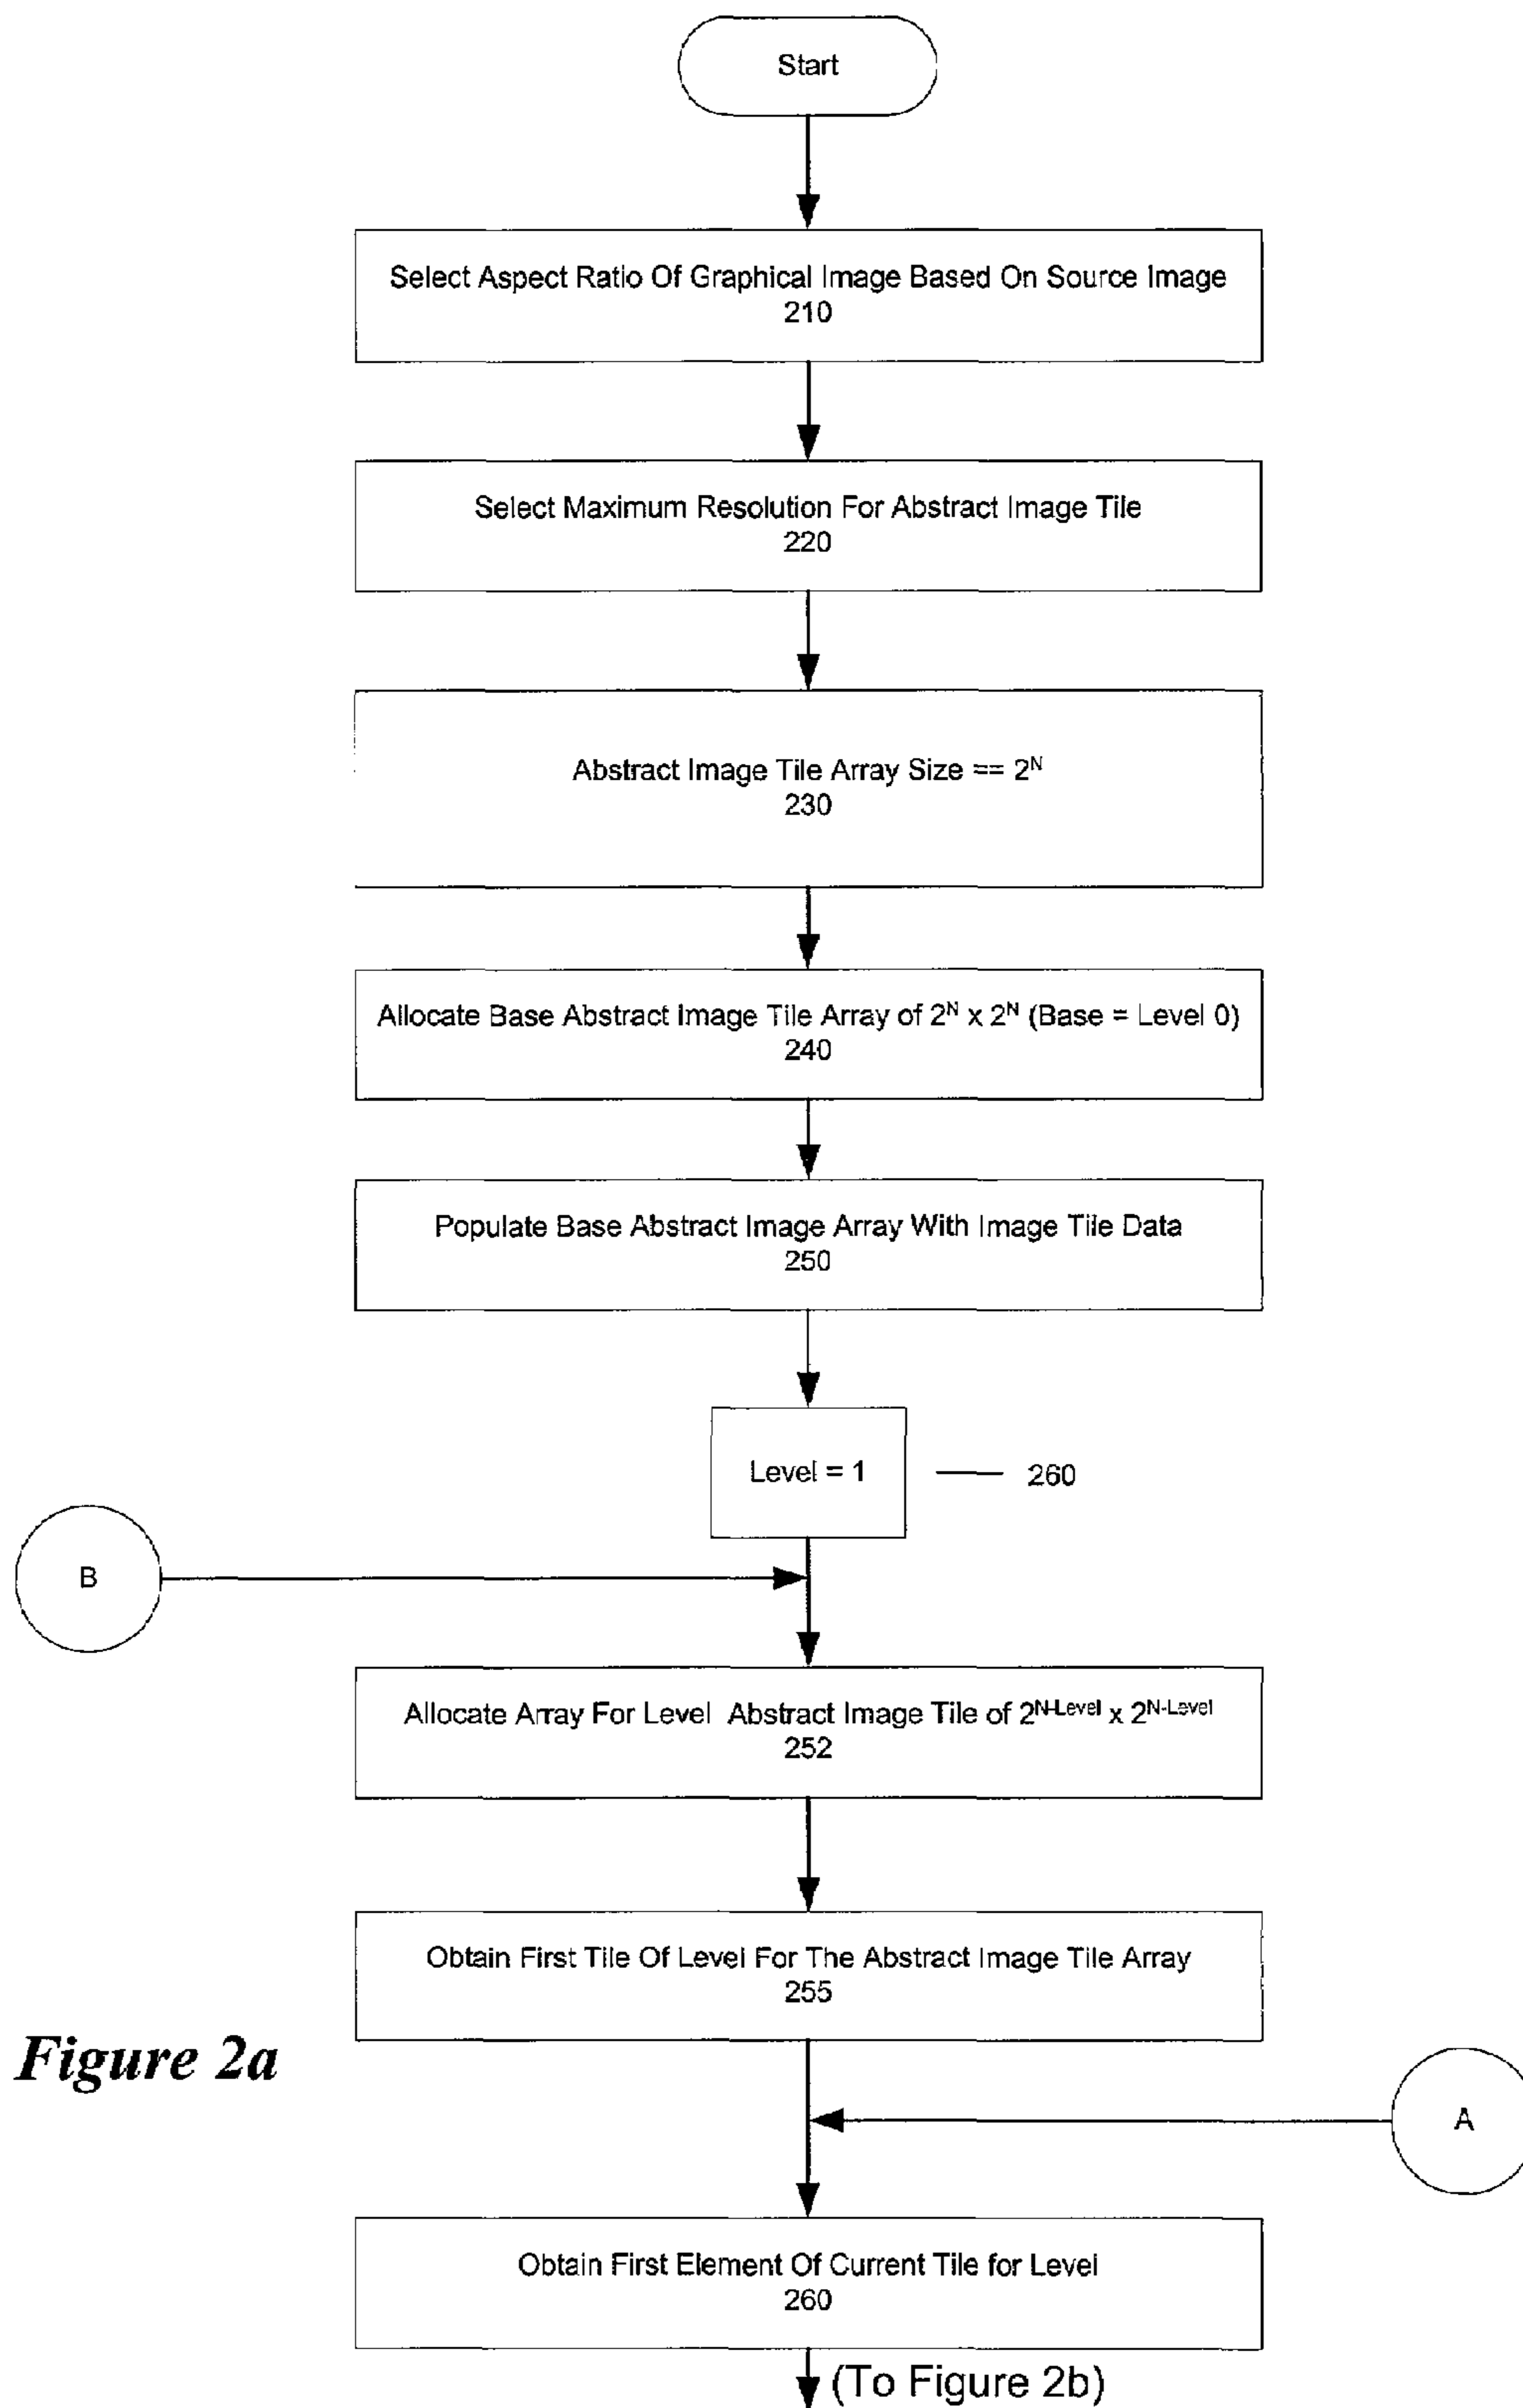 Start
Select Aspect Ratio Of Graphical Image Based On Source Image
210
Select Maximum Resolution For Abstract Image Tile
220
Abstract Image Tile Array Size == 2^N
230
Allocate Base Abstract Image Tile Array of 2^N x 2^N (Base = Level 0)
240
Populate Base Abstract Image Array With Image Tile Data
250
Level = 1
260
B
Allocate Array For Level Abstract Image Tile of 2^N-Level x 2^N-Level
252
Obtain First Tile Of Level For The Abstract Image Tile Array
255
Figure 2a
A
Obtain First Element Of Current Tile for Level
260
(To Figure 2b)